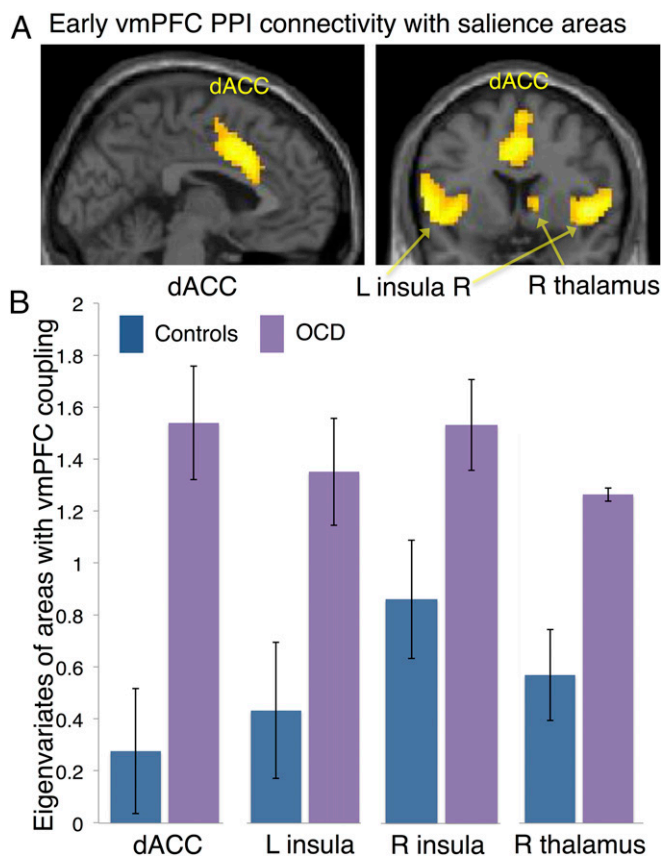 A Early vmPFC PPI connectivity with salience areas
dACC
dACC
dACC
L insula R
R thalamus
B
Eigenvariates of areas with vmPFC coupling
Controls
OCD
2
1.8
1.6
1.4
1.2
1
0.8
0.6
0.4
0.2
0
dACC
L insula
R insula
R thalamus